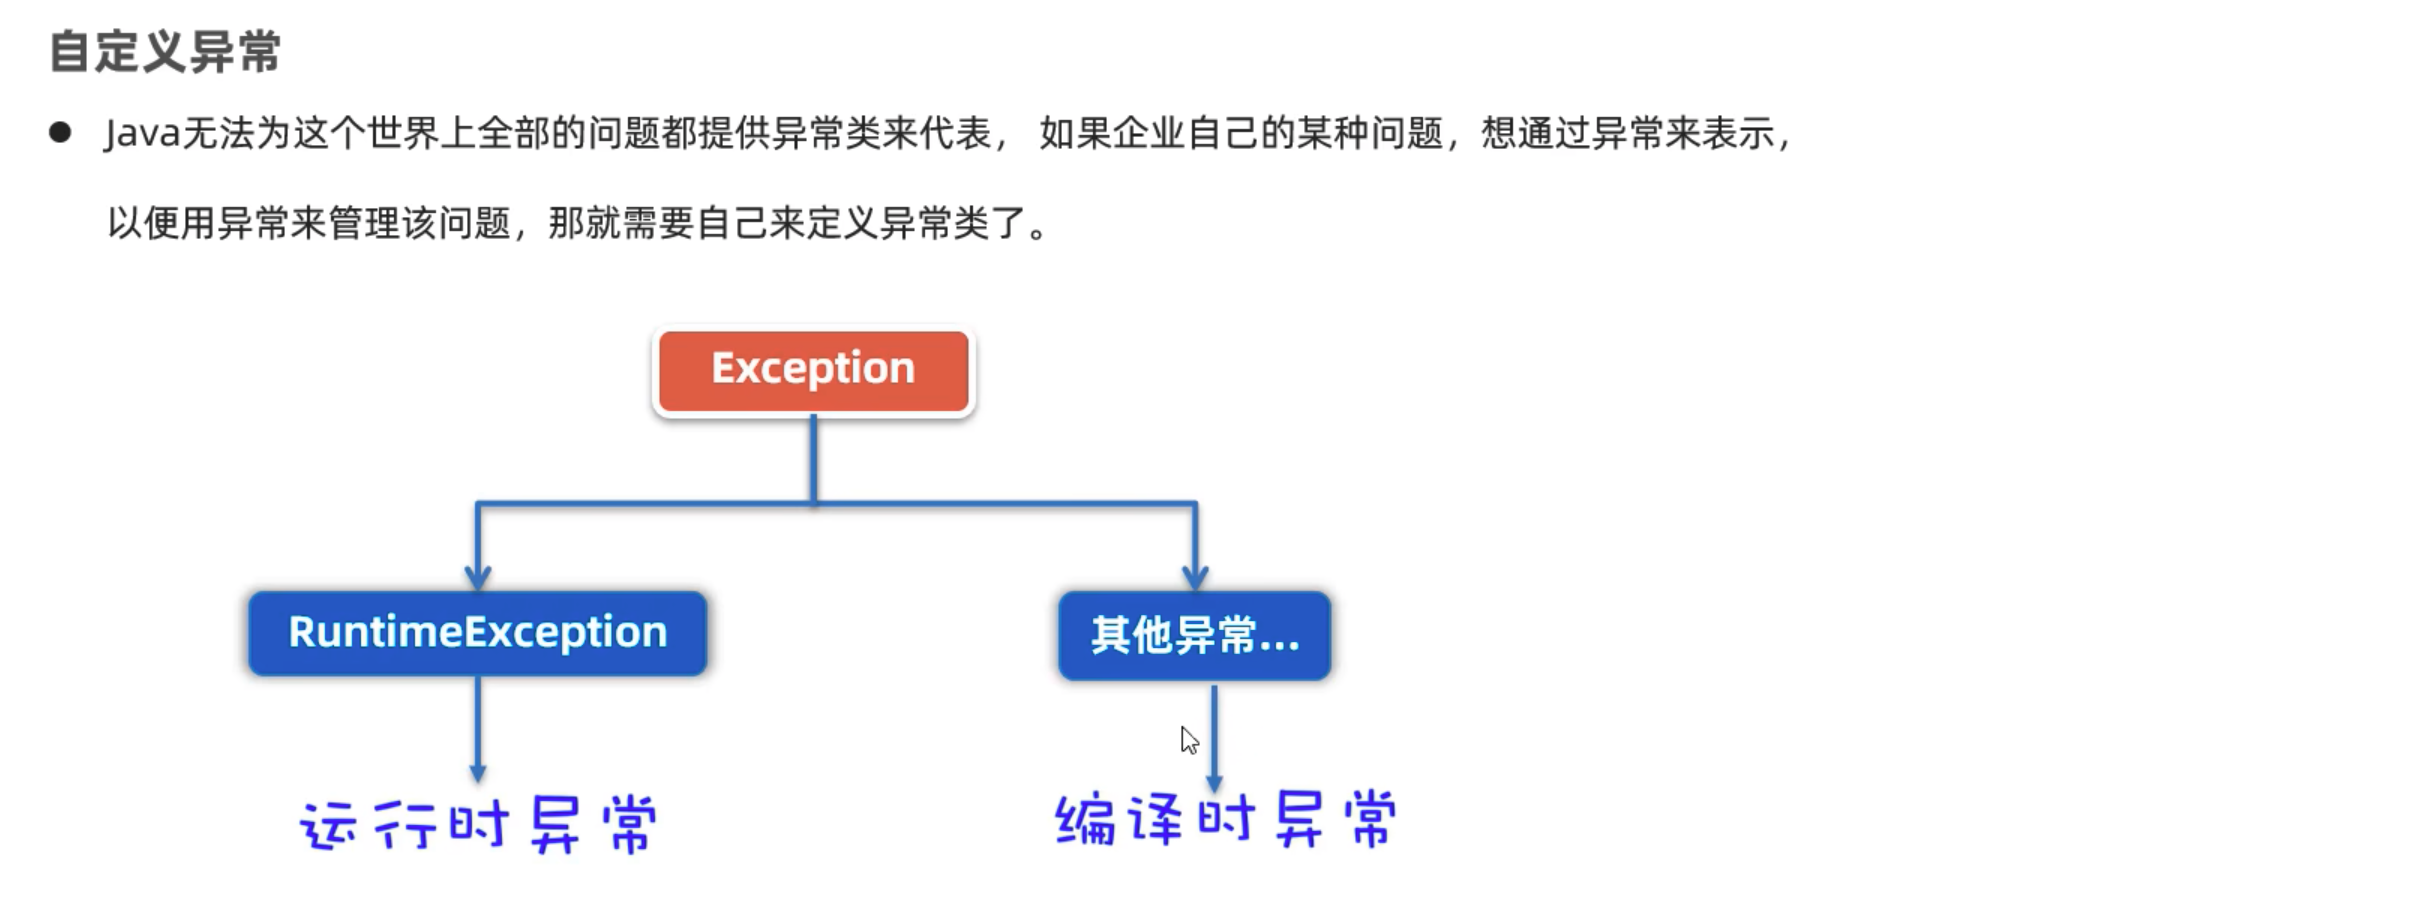 自定义异常
● Java无法为这个世界上全部的问题都提供异常类来代表， 如果企业自己的某种问题，想通过异常来表示，
以便用异常来管理该问题，那就需要自己来定义异常类了。
Exception
RuntimeException
其他异常...
运行时异常
编译时异常